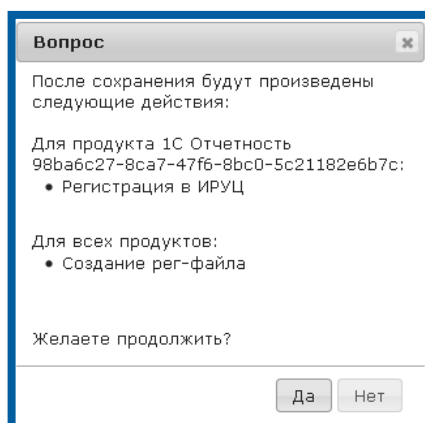 Вопрос
После сохранения будут произведены
следующие действия:
Для продукта 1С Отчетность
98ba6c27-8ca7-47f6-8bc0-5c21182e6b7c:
• Регистрация в ИРУЦ
Для всех продуктов:
• Создание рег-файла
Желаете продолжить?
Да Нет